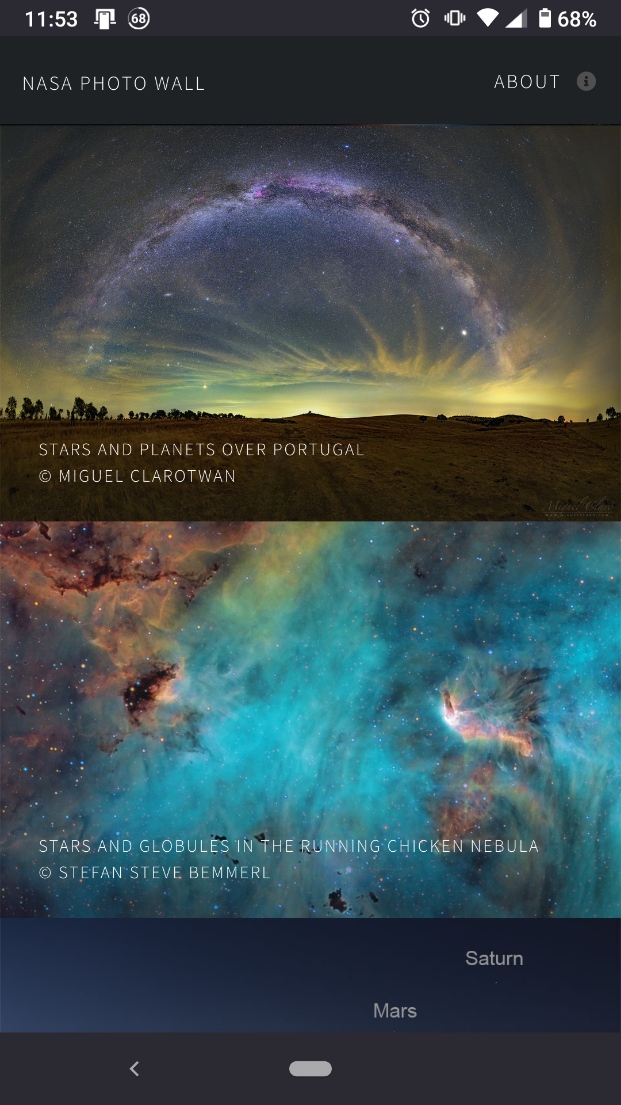 11:53
68
68%
NASA PHOTO WALL
ABOUT
STARS AND PLANETS OVER PORTUGAL
© MIGUEL CLAROTWAN
STARS AND GLOBULES IN THE RUNNING CHICKEN NEBULA
© STEFAN STEVE BEMMERL
Saturn
Mars